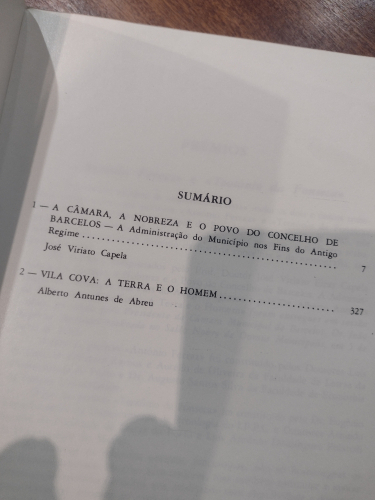 SUMÁRIO
1 — A CÂMARA, A NOBREZA E O POVO DO CONCELHO DE
BARCELOS — A Administração do Município nos Fins do Antigo
Regime ........................................................ 7
José Viriato Capela
2 — VILA COVA: A TERRA E O HOMEM ........................ 327
Alberto Antunes de Abreu